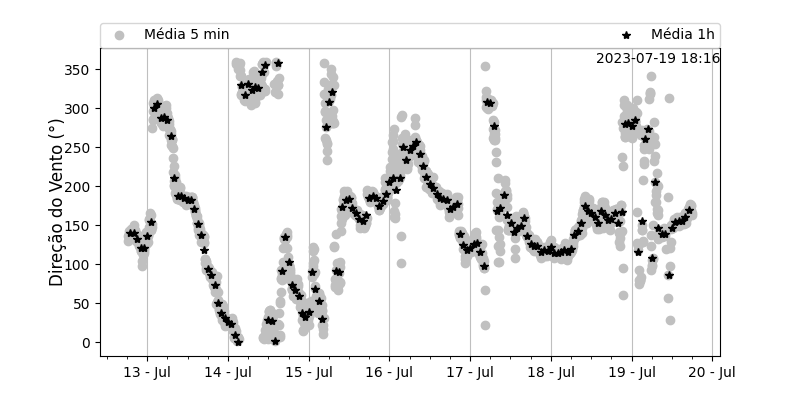 Média 5 min
Média 1h
2023-07-19 18:16
Direção do Vento (°)
350
300
250
200
150
100
50
0
13 - Jul
14 - Jul
15 - Jul
16 - Jul
17 - Jul
18 - Jul
19 - Jul
20 - Jul